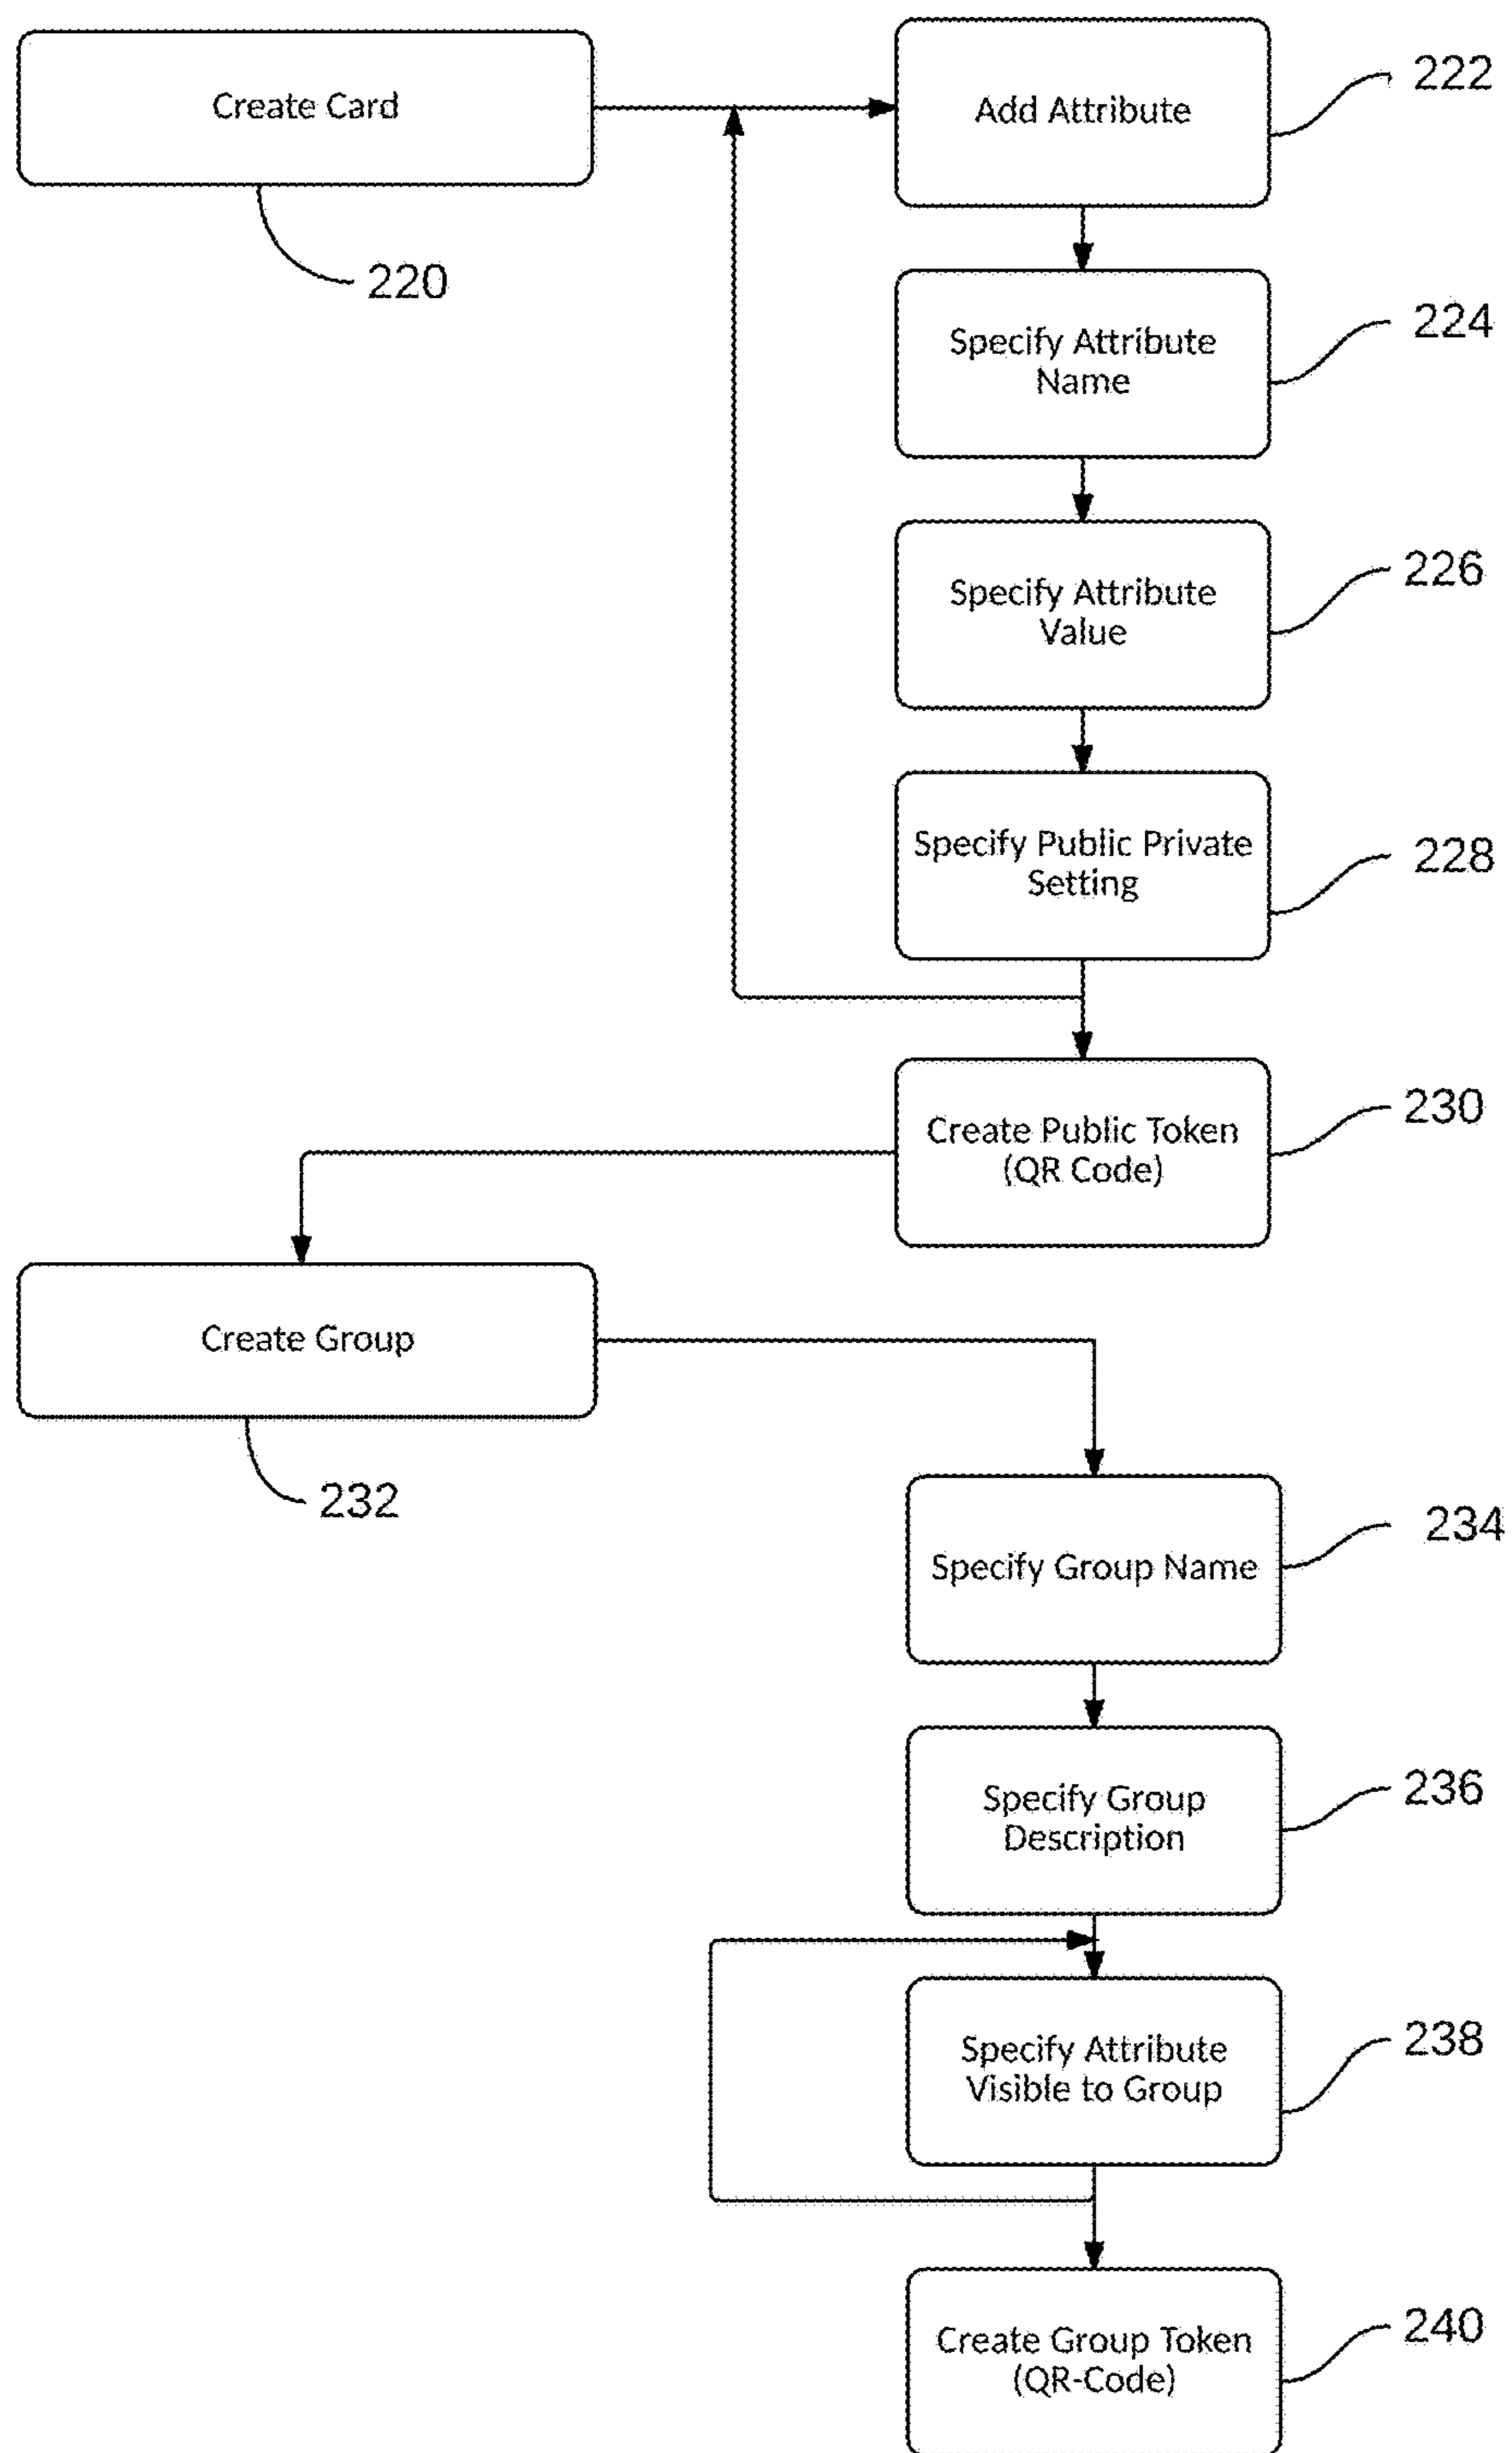 Create Card
220
Add Attribute
222
Specify Attribute
Name
224
Specify Attribute
Value
226
Specify Public Private
Setting
228
Create Public Token
(QR Code)
230
Create Group
232
Specify Group Name
234
Specify Group
Description
236
Specify Attribute
Visible to Group
238
Create Group Token
(QR-Code)
240